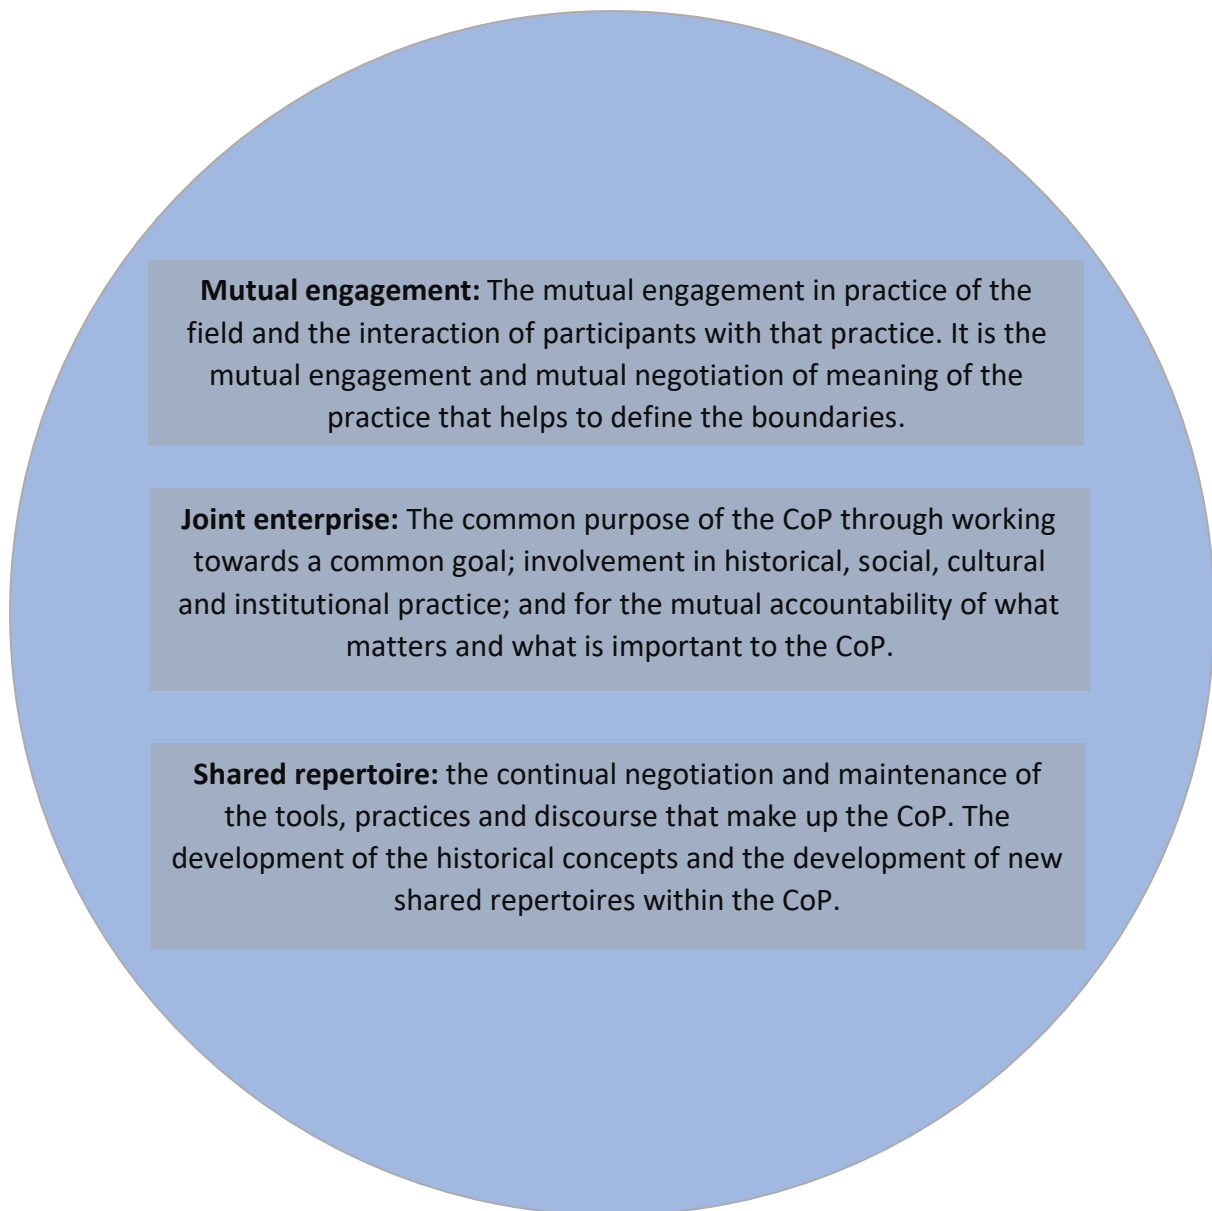 Mutual engagement: The mutual engagement in practice of the
field and the interaction of participants with that practice. It is the
mutual engagement and mutual negotiation of meaning of the
practice that helps to define the boundaries.
Joint enterprise: The common purpose of the CoP through working
towards a common goal; involvement in historical, social, cultural
and institutional practice; and for the mutual accountability of what
matters and what is important to the CoP.
Shared repertoire: the continual negotiation and maintenance of
the tools, practices and discourse that make up the CoP. The
development of the historical concepts and the development of new
shared repertoires within the CoP.